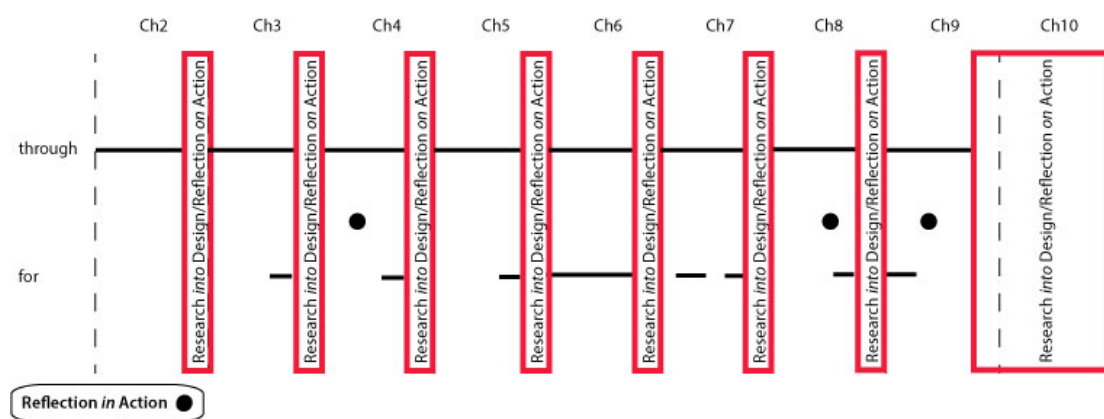 Ch2 Ch3 Ch4 Ch5 Ch6 Ch7 Ch8 Ch9 Ch10
through
for
Research into Design/Reflection on Action
Research into Design/Reflection on Action
Research into Design/Reflection on Action
Research into Design/Reflection on Action
Research into Design/Reflection on Action
Research into Design/Reflection on Action
Research into Design/Reflection on Action
Research into Design/Reflection on Action
Reflection in Action